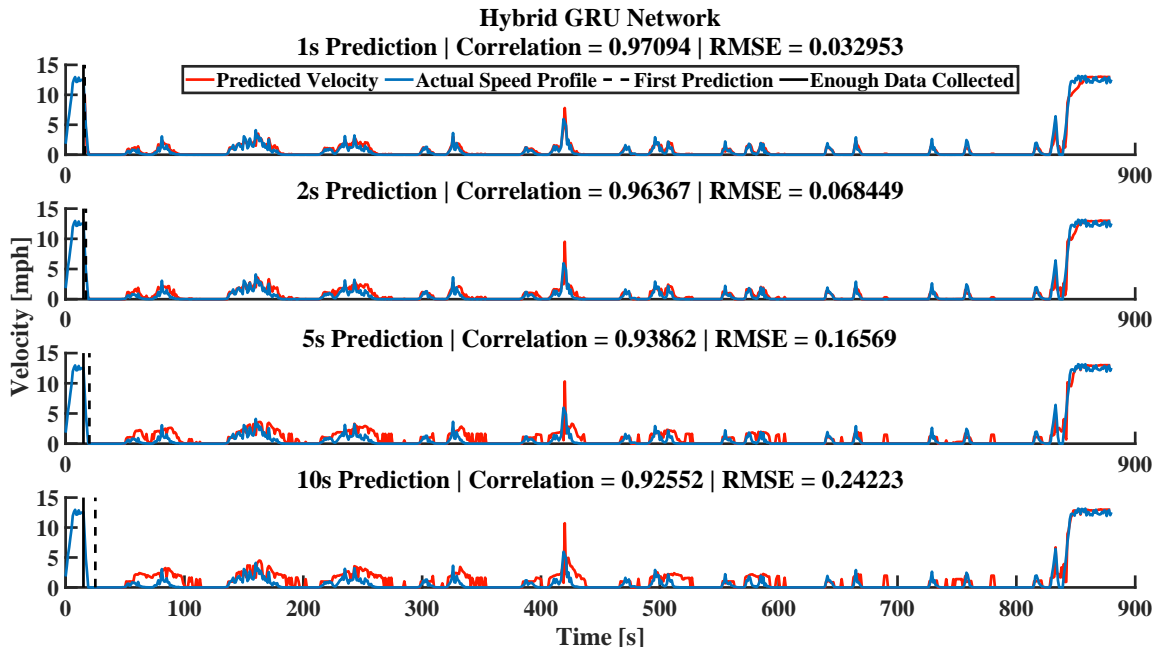 Hybrid GRU Network
1s Prediction | Correlation = 0.97094 | RMSE = 0.032953
Predicted Velocity Actual Speed Profile First Prediction Enough Data Collected
15
10
5
0
0 900
2s Prediction | Correlation = 0.96367 | RMSE = 0.068449
15
10
5
0
0 900
Velocity [mph]
5s Prediction | Correlation = 0.93862 | RMSE = 0.16569
15
10
5
0
0 900
10s Prediction | Correlation = 0.92552 | RMSE = 0.24223
15
10
5
0
0 100 200 300 400 500 600 700 800 900
Time [s]